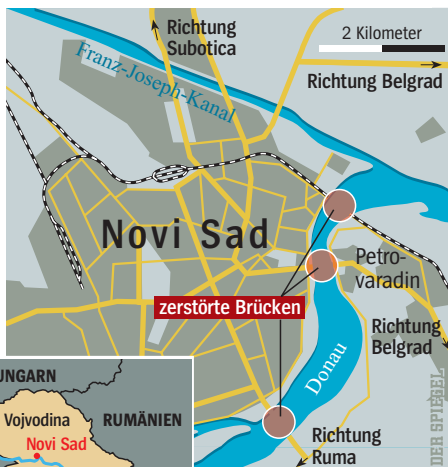 Richtung
Subotica
2 Kilometer
Richtung Belgrad
Franz-Joseph-Kanal
Novi Sad
Petro-
varadin
zerstörte Brücken
Richtung
Belgrad
Donau
Richtung
Ruma
DER SPIEGEL
UNGARN
Vojvodina
RUMÄNIEN
Novi Sad